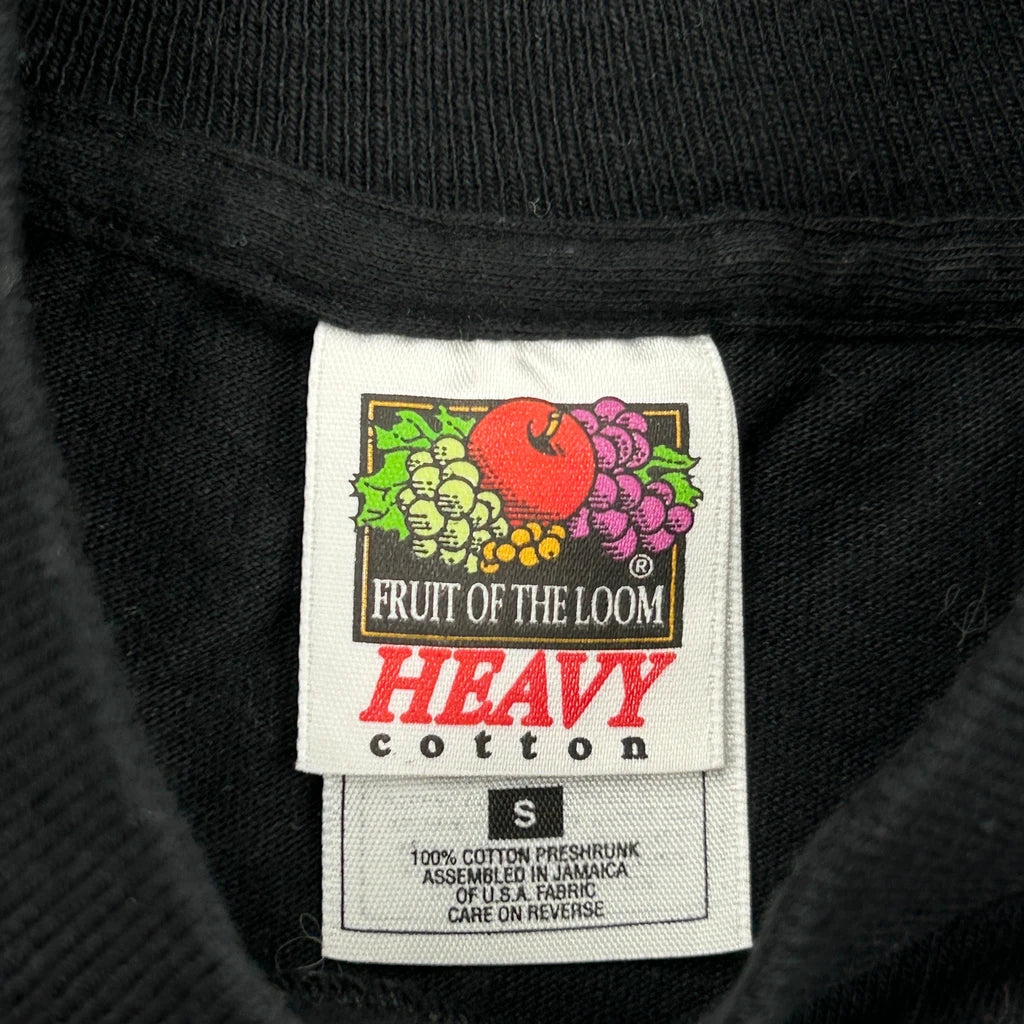 ®
FRUIT OF THE LOOM
HEAVY
cotton
S
100% COTTON PRESHRUNK
ASSEMBLED IN JAMAICA
OF U.S.A. FABRIC
CARE ON REVERSE